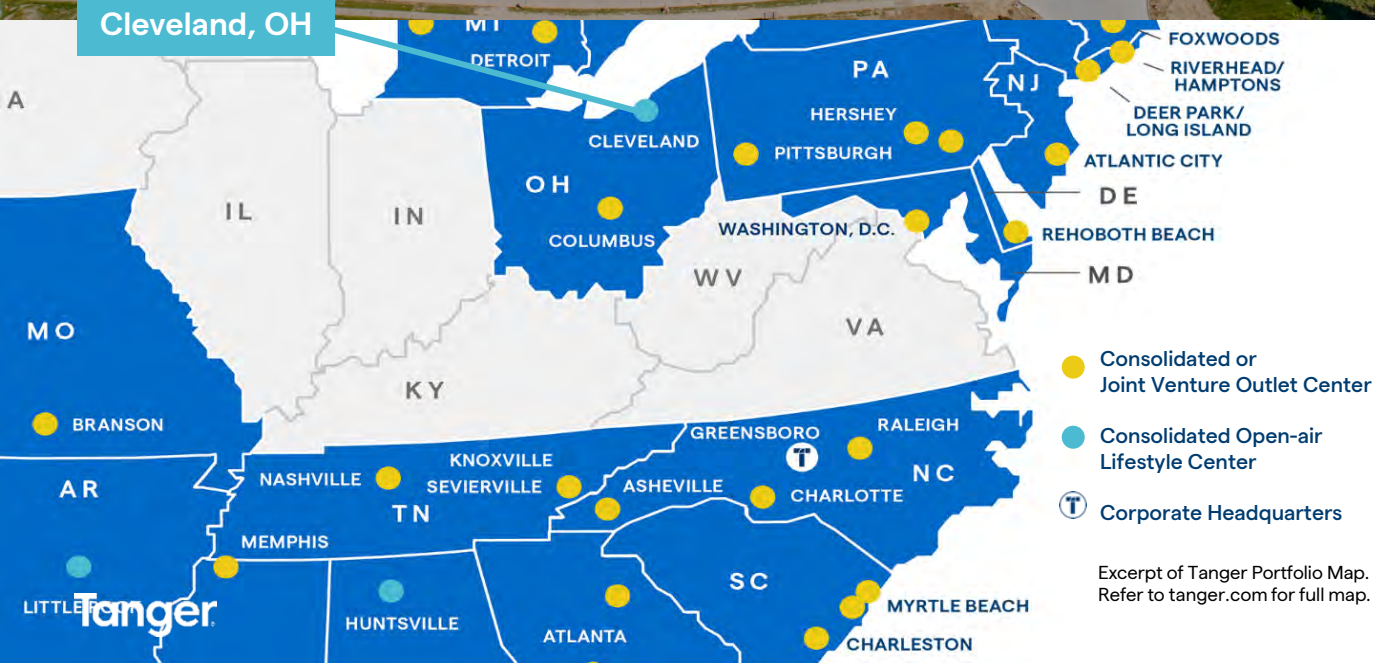 Cleveland, OH
MI
DETROIT
FOXWOODS
RIVERHEAD/
HAMPTONS
PA
NJ
DEER PARK/
LONG ISLAND
A
HERSHEY
CLEVELAND
PITTSBURGH
ATLANTIC CITY
OH
DE
IL
IN
COLUMBUS
WASHINGTON, D.C.
REHOBOTH BEACH
WV
MD
MO
VA
Consolidated or
Joint Venture Outlet Center
KY
BRANSON
GREENSBORO
RALEIGH
Consolidated Open-air
Lifestyle Center
KNOXVILLE
NASHVILLE
SEVIERVILLE
ASHEVILLE
NC
AR
CHARLOTTE
TN
T
T
Corporate Headquarters
MEMPHIS
SC
Excerpt of Tanger Portfolio Map.
Refer to tanger.com for full map.
LITTLE
Tanger
HUNTSVILLE
ATLANTA
MYRTLE BEACH
CHARLESTON